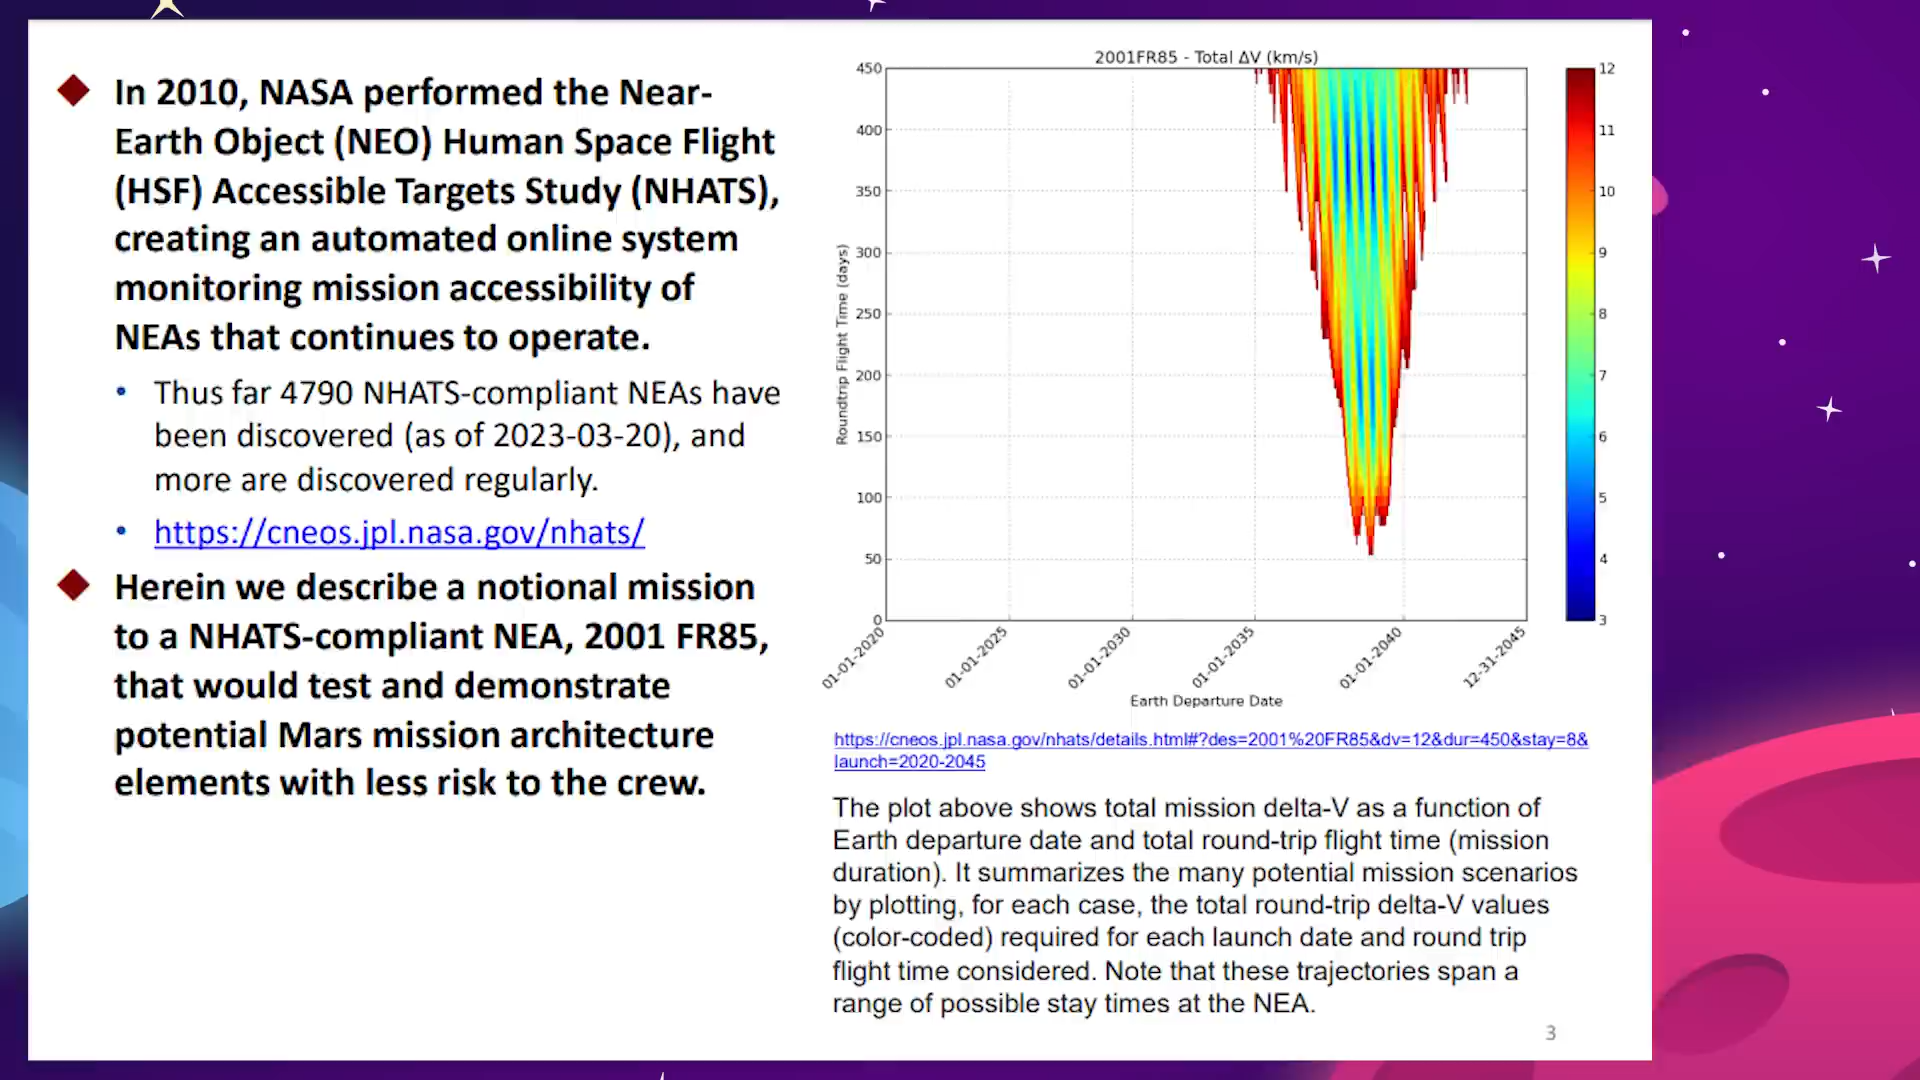 In 2010, NASA performed the Near-
Earth Object (NEO) Human Space Flight
(HSF) Accessible Targets Study (NHATS),
creating an automated online system
monitoring mission accessibility of
NEAs that continues to operate.
• Thus far 4790 NHATS-compliant NEAs have
been discovered (as of 2023-03-20), and
more are discovered regularly.
• https://cneos.jpl.nasa.gov/nhats/
Herein we describe a notional mission
to a NHATS-compliant NEA, 2001 FR85,
that would test and demonstrate
potential Mars mission architecture
elements with less risk to the crew.
2001FR85 - Total ΔV (km/s)
Roundtrip Flight Time (days)
450
400
350
300
250
200
150
100
50
0
01-01-2020
01-01-2025
01-01-2030
01-01-2035
01-01-2040
12-31-2045
Earth Departure Date
12
11
10
9
8
7
6
5
4
3
https://cneos.jpl.nasa.gov/nhats/details.html#?des=2001%20FR85&dv=12&dur=450&stay=8&
launch=2020-2045
The plot above shows total mission delta-V as a function of
Earth departure date and total round-trip flight time (mission
duration). It summarizes the many potential mission scenarios
by plotting, for each case, the total round-trip delta-V values
(color-coded) required for each launch date and round trip
flight time considered. Note that these trajectories span a
range of possible stay times at the NEA.
3